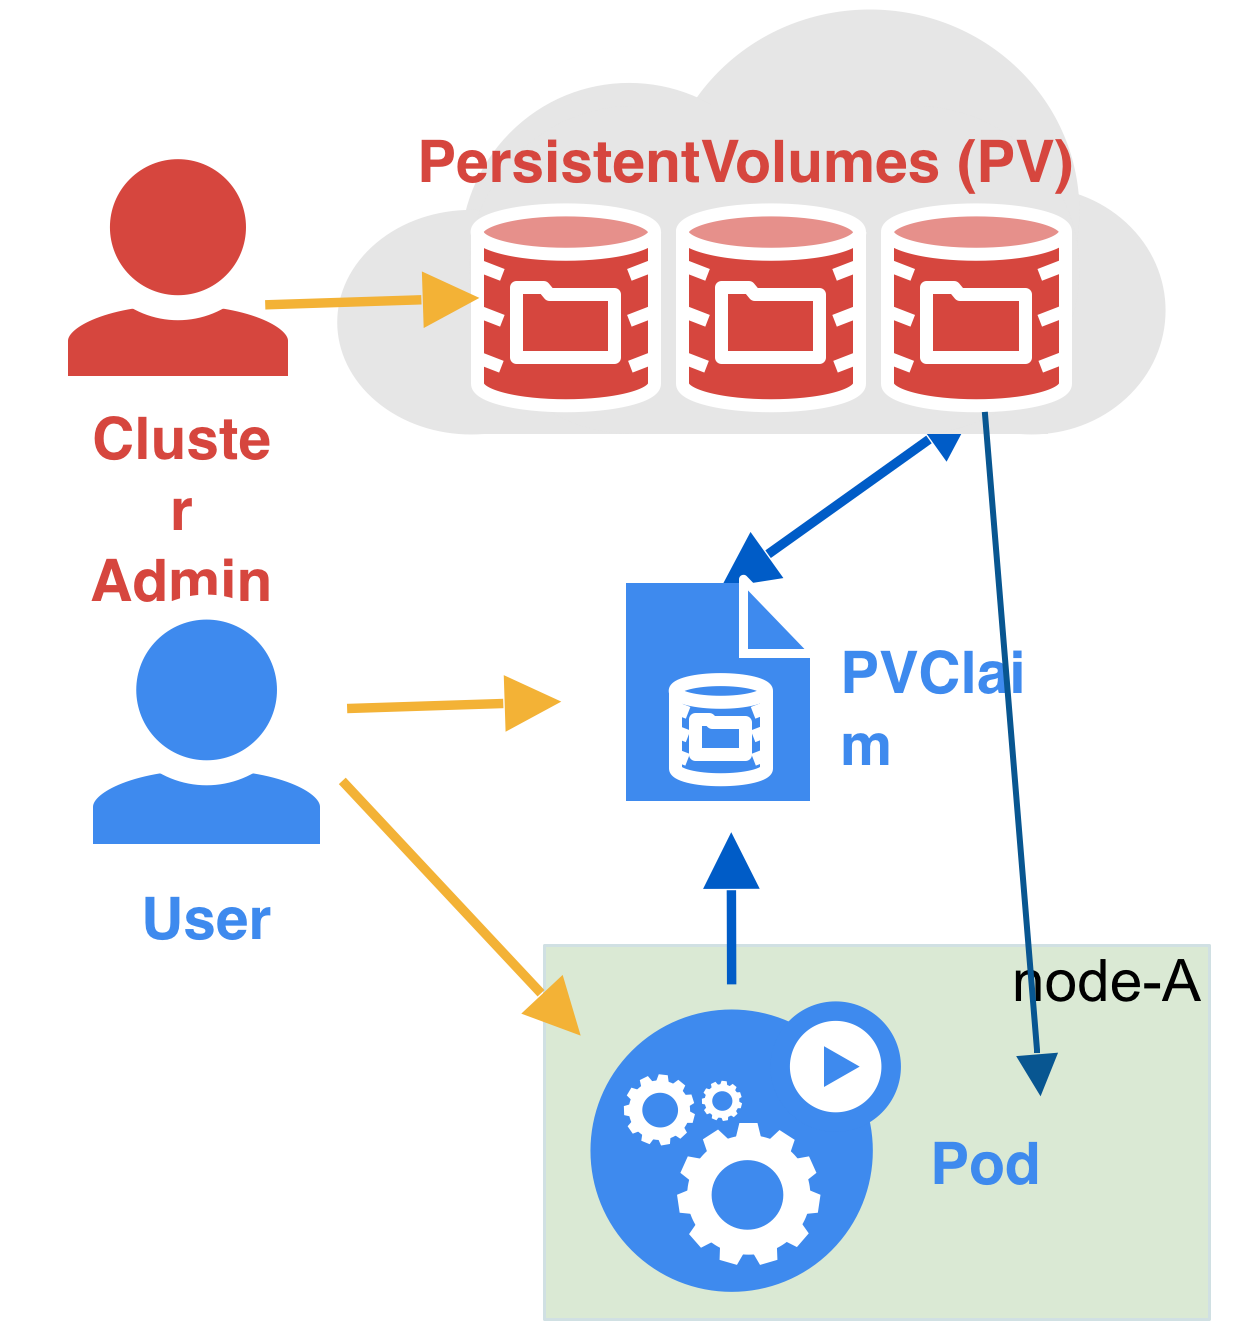 PersistentVolumes (PV)
Cluste
r
Admin
PVClai
m
User
node-A
Pod